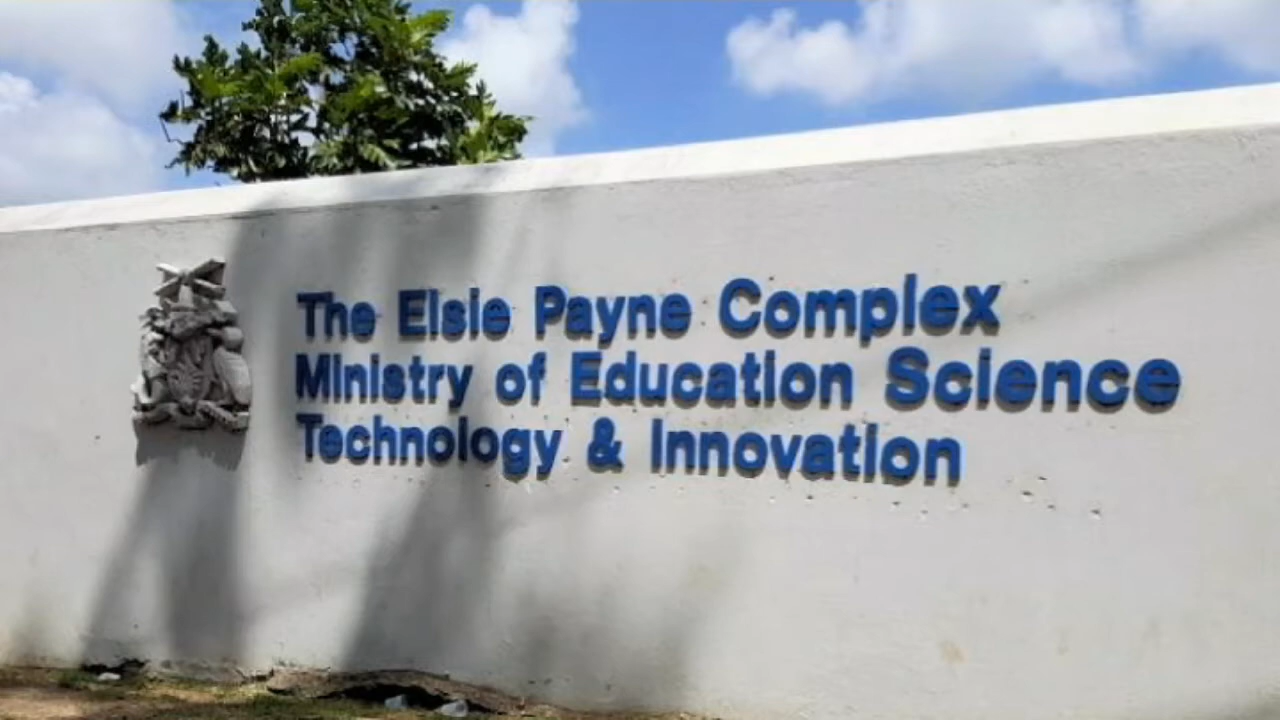 The Elsie Payne Complex
Ministry of Education Science
Technology & Innovation